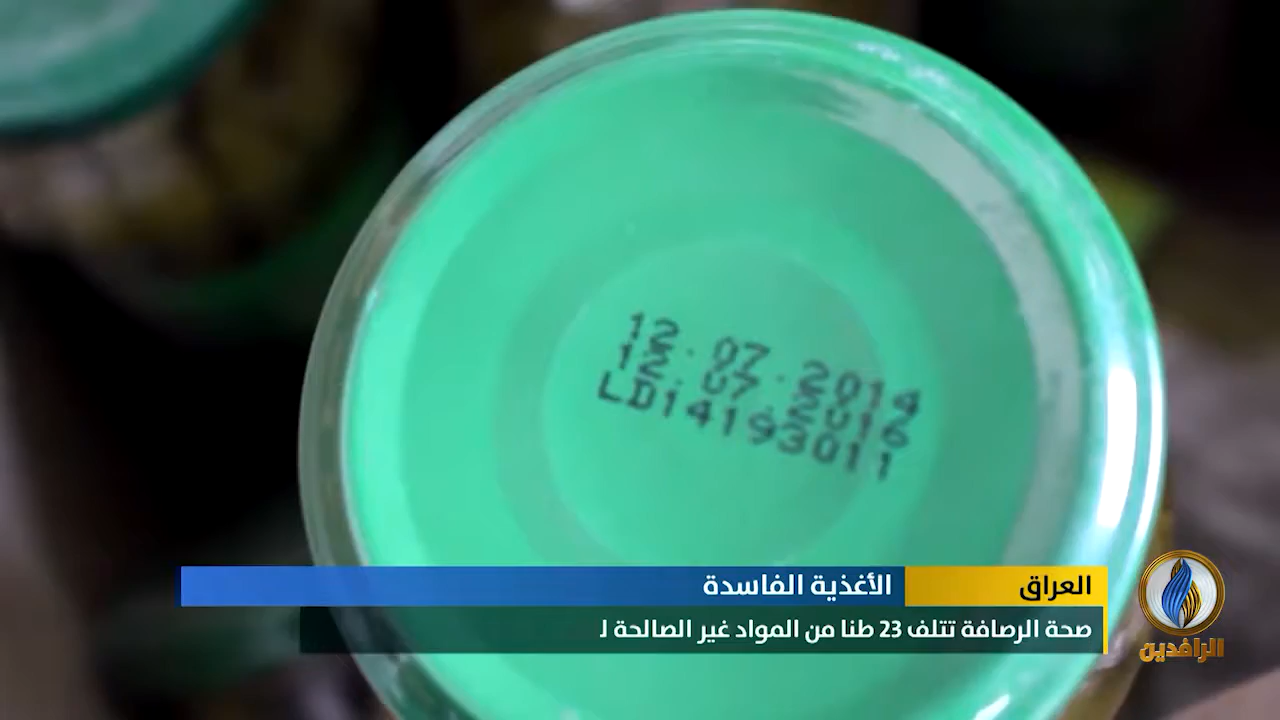 12.07.2014
12.07.2016
LD14193011
العراق
الأغذية الفاسدة
صحة الرصافة تتلف 23 طنا من المواد غير الصالحة لـ
الرافدين